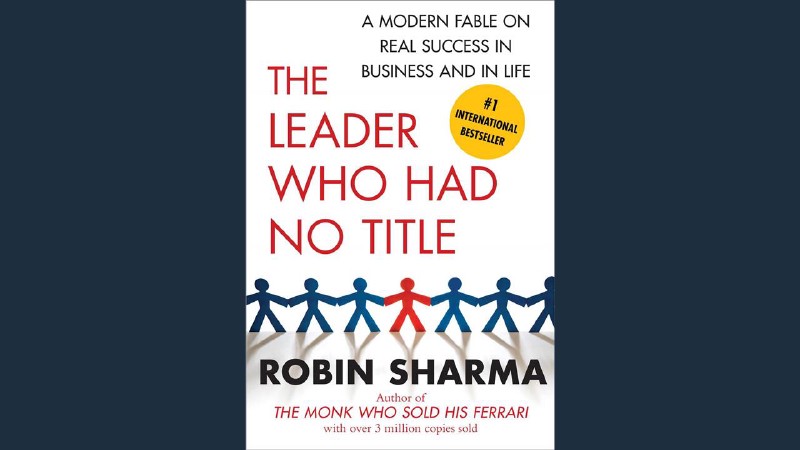 A MODERN FABLE ON
REAL SUCCESS IN
BUSINESS AND IN LIFE
THE
LEADER
WHO HAD
NO TITLE
#1
INTERNATIONAL
BESTSELLER
ROBIN SHARMA
Author of
THE MONK WHO SOLD HIS FERRARI
with over 3 million copies sold